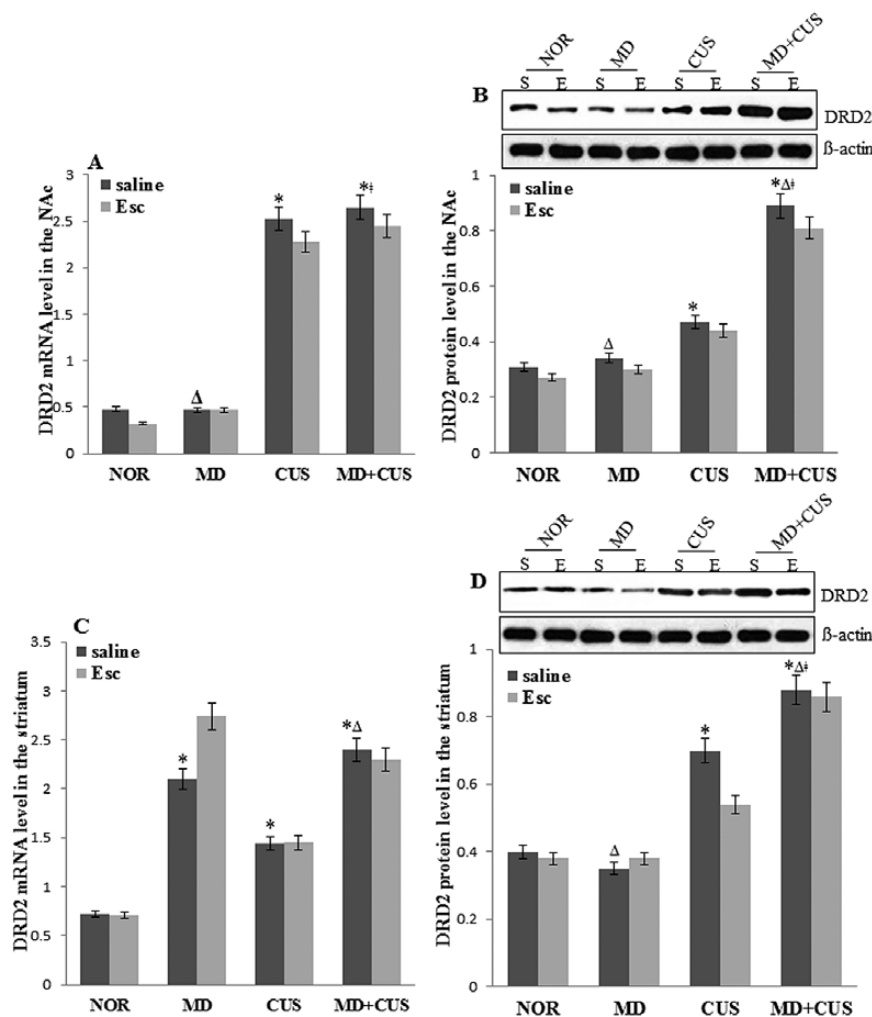 A
DRD2 mRNA level in the NAc
saline
Esc
3
2.5
2
1.5
1
0.5
0
*
*ǂ
Δ
NOR MD CUS MD+CUS
B
NOR MD CUS MD+CUS
S E S E S E S E
DRD2
ß-actin
DRD2 protein level in the NAc
saline
Esc
1
0.8
0.6
0.4
0.2
0
Δ
*
*Δǂ
NOR MD CUS MD+CUS
C
DRD2 mRNA level in the striatum
saline
Esc
3.5
3
2.5
2
1.5
1
0.5
0
*
*
*Δ
NOR MD CUS MD+CUS
D
NOR MD CUS MD+CUS
S E S E S E S E
DRD2
ß-actin
DRD2 protein level in the striatum
saline
Esc
1
0.8
0.6
0.4
0.2
0
Δ
*
*Δǂ
NOR MD CUS MD+CUS